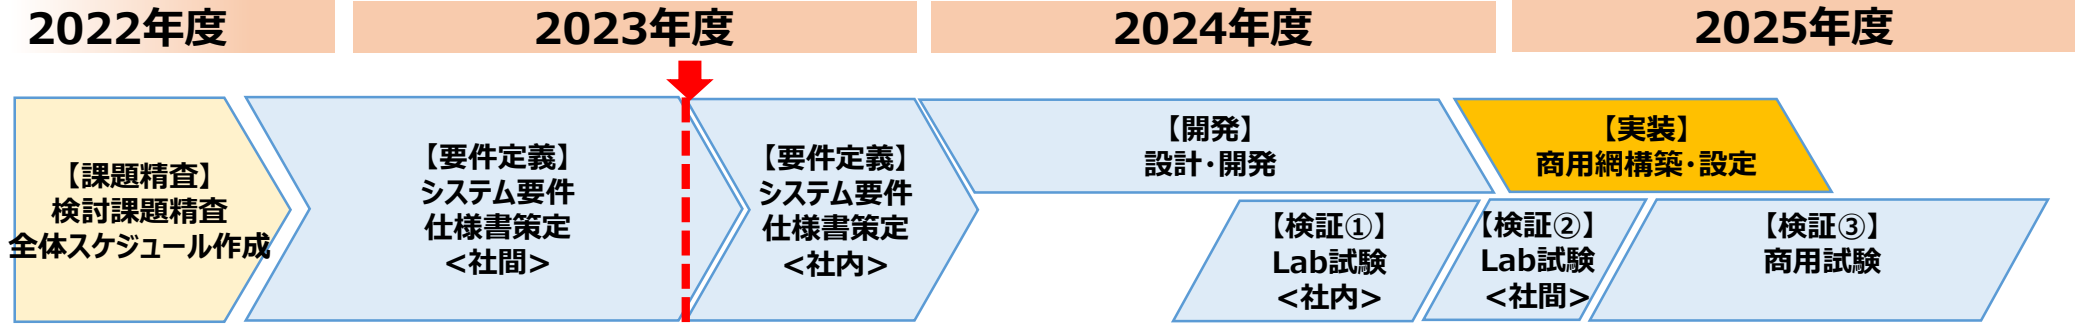 2022年度
2023年度
2024年度
2025年度
【課題精査】
検討課題精査
全体スケジュール作成
【要件定義】
システム要件
仕様書策定
<社間>
【要件定義】
システム要件
仕様書策定
<社内>
【開発】
設計･開発
【実装】
商用網構築･設定
【検証①】
Lab試験
<社内>
【検証②】
Lab試験
<社間>
【検証③】
商用試験